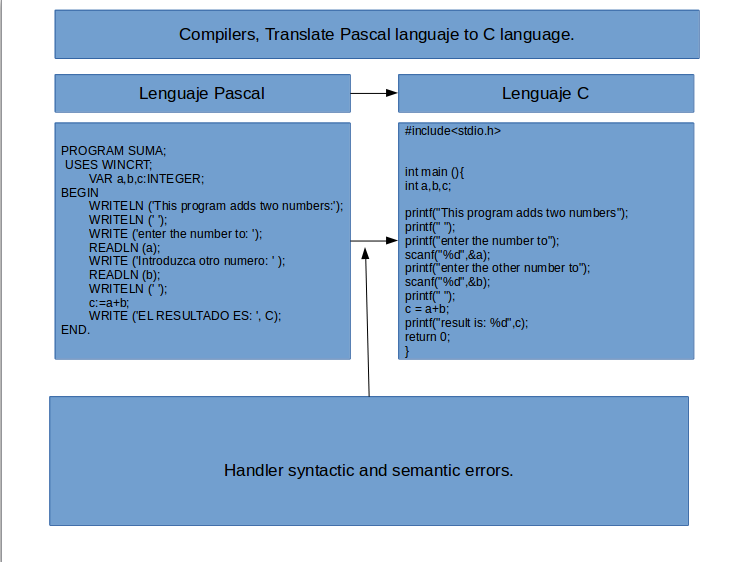 Compilers, Translate Pascal languaje to C language.
Lenguaje Pascal
Lenguaje C
PROGRAM SUMA;
USES WINCRT;
VAR a,b,c:INTEGER;
BEGIN
WRITELN ('This program adds two numbers:');
WRITELN (' ');
WRITE ('enter the number to: ');
READLN (a);
WRITE ('Introduzca otro numero: ' );
READLN (b);
WRITELN (' ');
c:=a+b;
WRITE ('EL RESULTADO ES: ', C);
END.
#include<stdio.h>
int main (){
int a,b,c;
printf("This program adds two numbers");
printf(" ");
printf("enter the number to");
scanf("%d",&a);
printf("enter the other number to");
scanf("%d",&b);
printf(" ");
c = a+b;
printf("result is: %d",c);
return 0;
}
Handler syntactic and semantic errors.